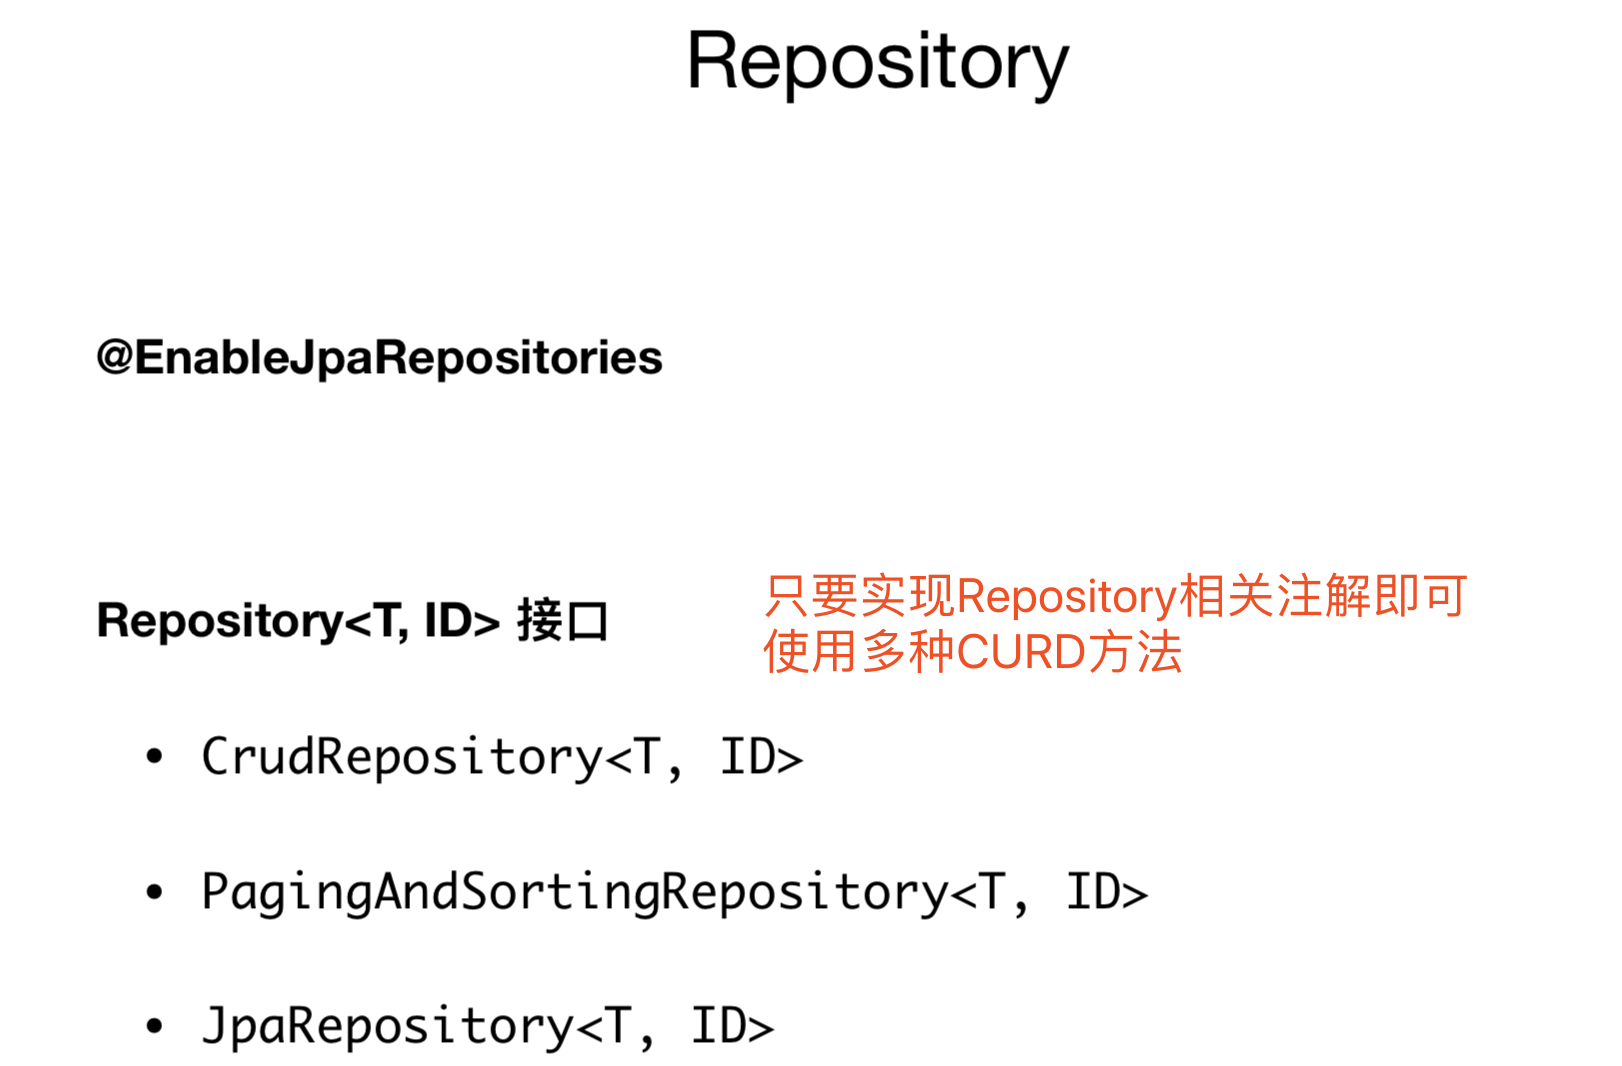 Repository
@EnableJpaRepositories
Repository<T, ID> 接口
只要实现Repository相关注解即可
使用多种CURD方法
• CrudRepository<T, ID>
• PagingAndSortingRepository<T, ID>
• JpaRepository<T, ID>